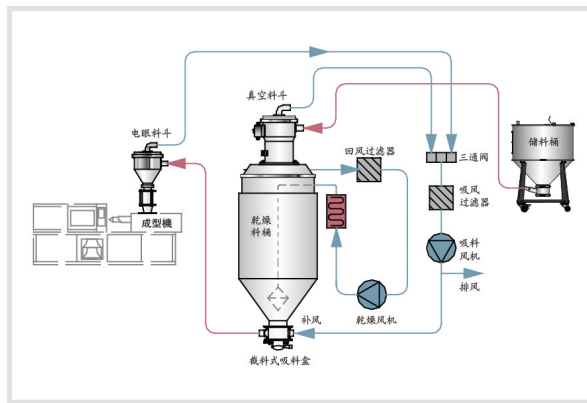 真空料斗
电眼料斗
回风过滤器
储料桶
三通阀
吸风
过滤器
成型機
乾燥
料桶
吸料
风机
排风
补风
乾燥风机
截料式吸料盒